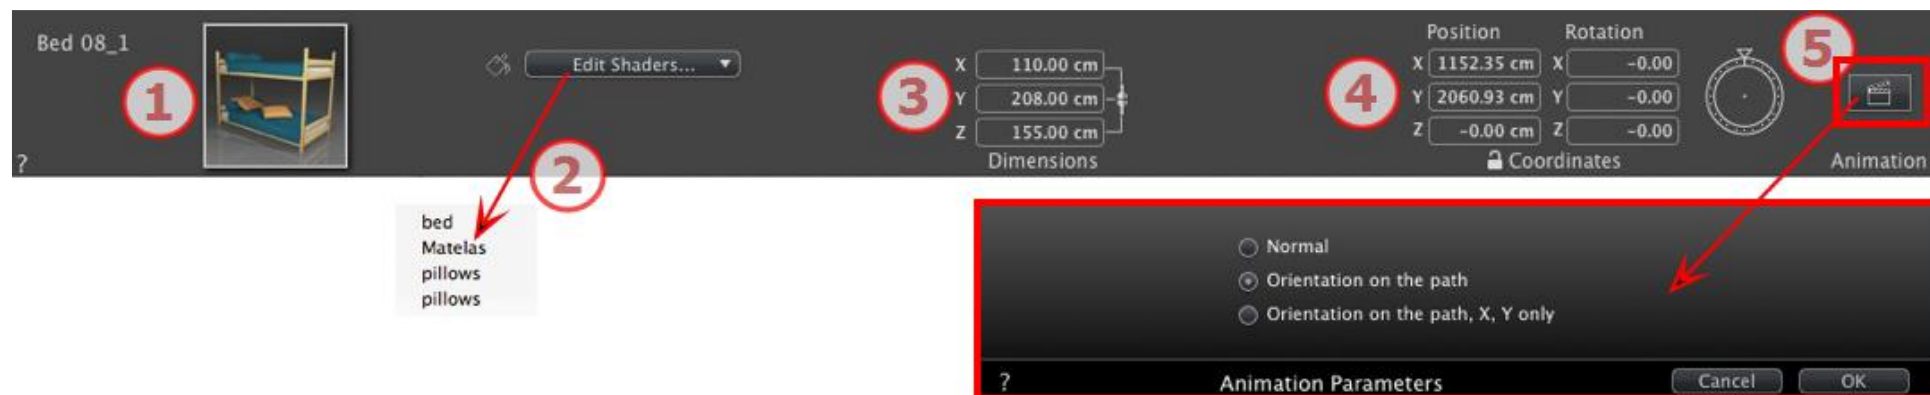 Bed 08_1
1
?
Edit Shaders...
2
bed
Matelas
pillows
pillows
3
X 110.00 cm
Y 208.00 cm
Z 155.00 cm
Dimensions
4
Position Rotation
X 1152.35 cm X -0.00
Y 2060.93 cm Y -0.00
Z -0.00 cm Z -0.00
Coordinates
5
Animation
Normal
Orientation on the path
Orientation on the path, X, Y only
? Animation Parameters Cancel OK